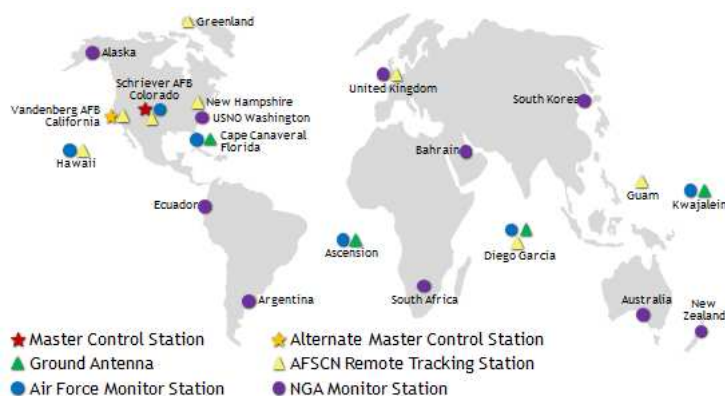 Greenland
Alaska
Schriever AFB
Colorado
Vandenberg AFB
California
New Hampshire
USNO Washington
Cape Canaveral
Florida
Hawaii
United Kingdom
South Korea
Bahrain
Guam
Kwajalein
Ecuador
Ascension
Diego Garcia
Argentina
South Africa
Australia
New
Zealand
Master Control Station
Alternate Master Control Station
Ground Antenna
AFSCN Remote Tracking Station
Air Force Monitor Station
NGA Monitor Station